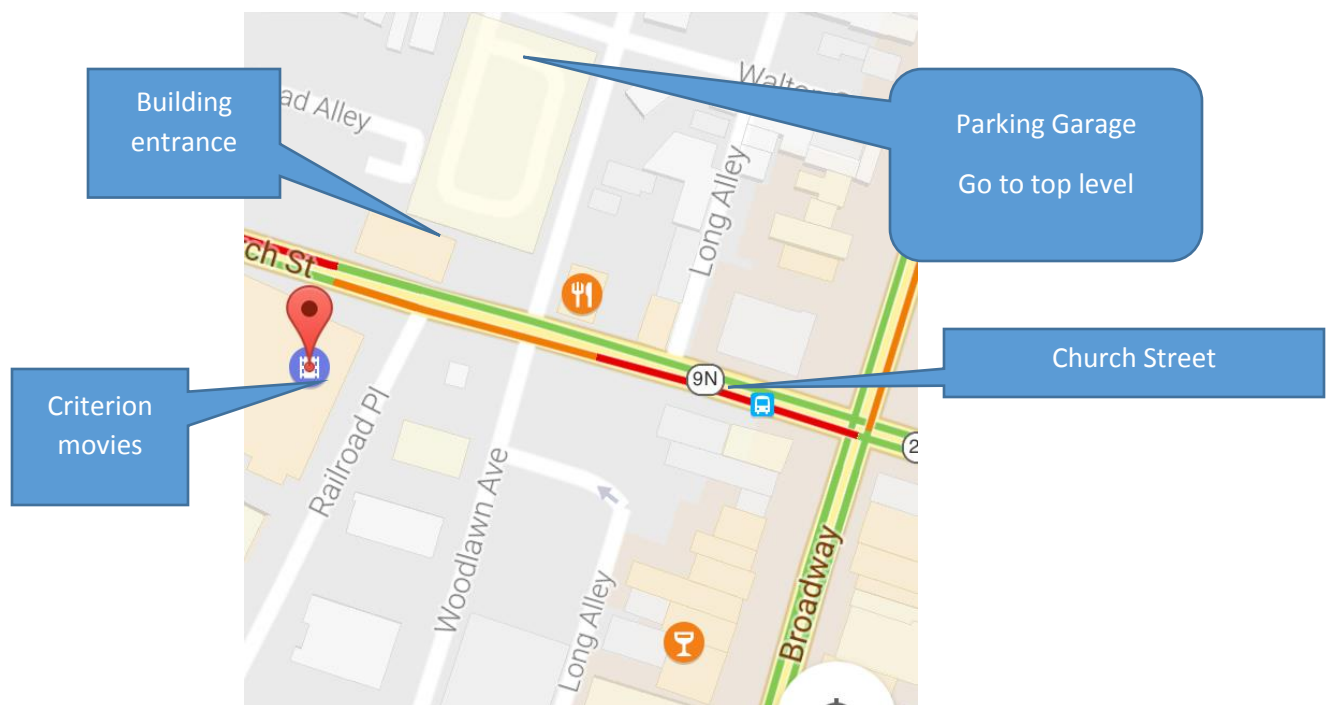 Building
entrance
ad Alley
Parking Garage
Go to top level
Long Alley
ch St
Church Street
9N
2
Criterion
movies
Railroad Pl
Woodlawn Ave
Long Alley
Broadway